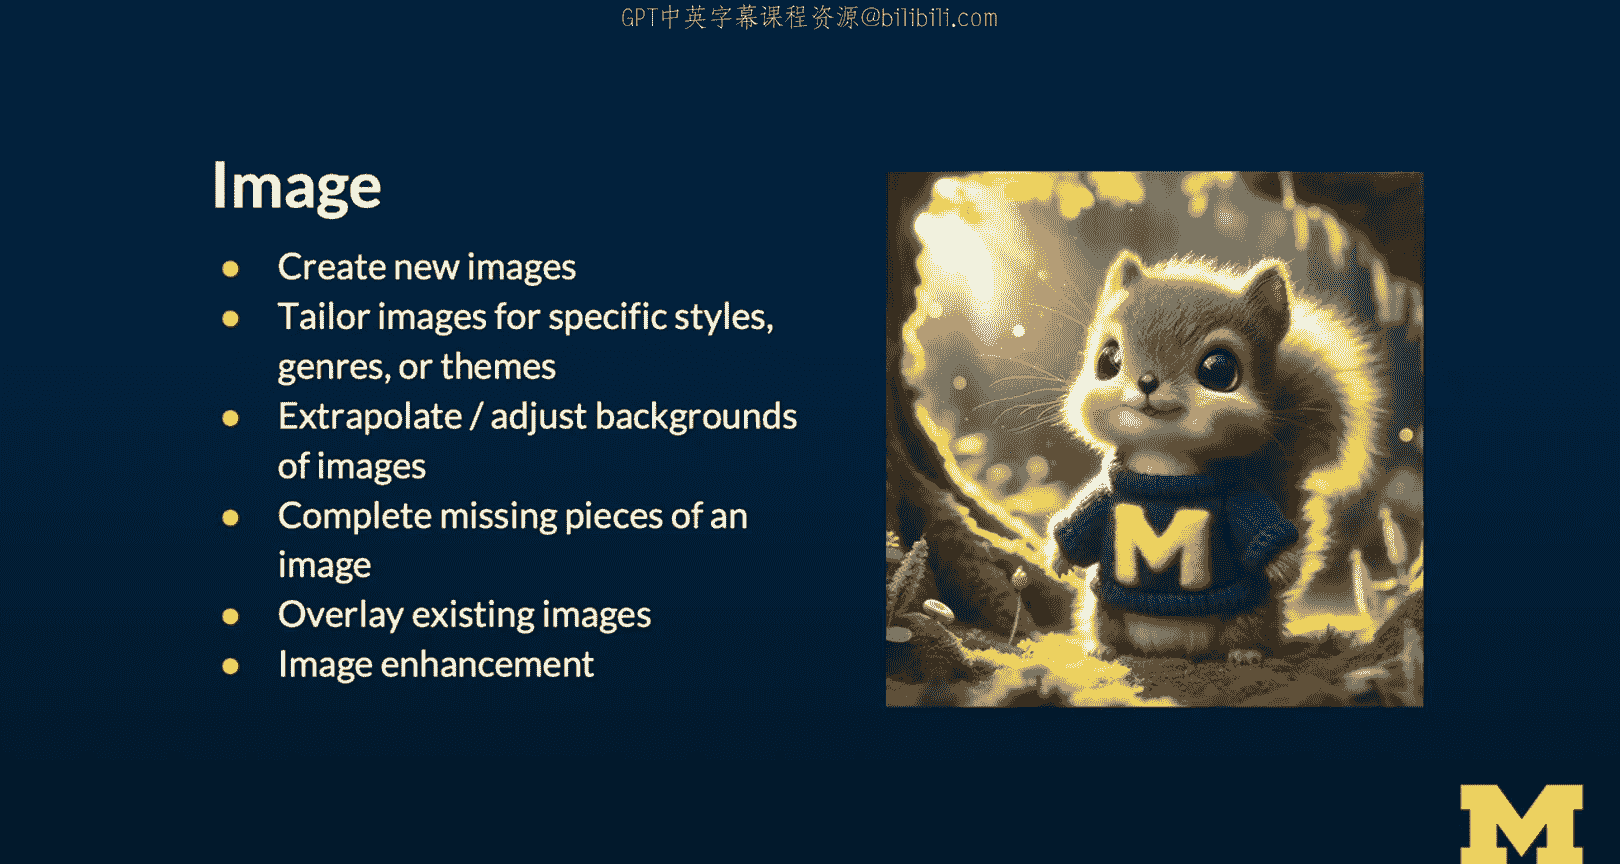 GPT中英字幕课程资源@bilibili.com
Image
Create new images
Tailor images for specific styles,
genres, or themes
Extrapolate / adjust backgrounds
of images
Complete missing pieces of an
image
Overlay existing images
Image enhancement
M
M